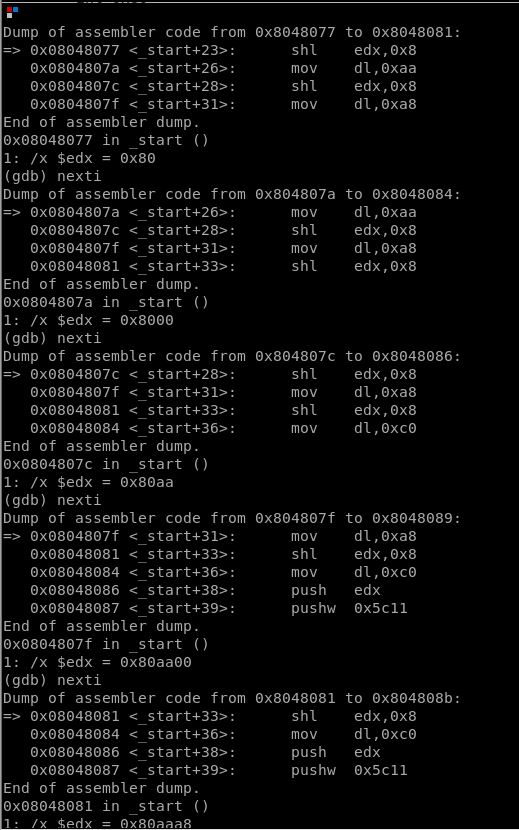 Dump of assembler code from 0x8048077 to 0x8048081:
=> 0x08048077 <_start+23>:      shl    edx,0x8
   0x0804807a <_start+26>:      mov    dl,0xaa
   0x0804807c <_start+28>:      shl    edx,0x8
   0x0804807f <_start+31>:      mov    dl,0xa8
End of assembler dump.
0x08048077 in _start ()
1: /x $edx = 0x80
(gdb) nexti
Dump of assembler code from 0x804807a to 0x8048084:
=> 0x0804807a <_start+26>:      mov    dl,0xaa
   0x0804807c <_start+28>:      shl    edx,0x8
   0x0804807f <_start+31>:      mov    dl,0xa8
   0x08048081 <_start+33>:      shl    edx,0x8
End of assembler dump.
0x0804807a in _start ()
1: /x $edx = 0x8000
(gdb) nexti
Dump of assembler code from 0x804807c to 0x8048086:
=> 0x0804807c <_start+28>:      shl    edx,0x8
   0x0804807f <_start+31>:      mov    dl,0xa8
   0x08048081 <_start+33>:      shl    edx,0x8
   0x08048084 <_start+36>:      mov    dl,0xc0
End of assembler dump.
0x0804807c in _start ()
1: /x $edx = 0x80aa
(gdb) nexti
Dump of assembler code from 0x804807f to 0x8048089:
=> 0x0804807f <_start+31>:      mov    dl,0xa8
   0x08048081 <_start+33>:      shl    edx,0x8
   0x08048084 <_start+36>:      mov    dl,0xc0
   0x08048086 <_start+38>:      push   edx
   0x08048087 <_start+39>:      pushw  0x5c11
End of assembler dump.
0x0804807f in _start ()
1: /x $edx = 0x80aa00
(gdb) nexti
Dump of assembler code from 0x8048081 to 0x804808b:
=> 0x08048081 <_start+33>:      shl    edx,0x8
   0x08048084 <_start+36>:      mov    dl,0xc0
   0x08048086 <_start+38>:      push   edx
   0x08048087 <_start+39>:      pushw  0x5c11
End of assembler dump.
0x08048081 in _start ()
1: /x $edx = 0x80aaa8